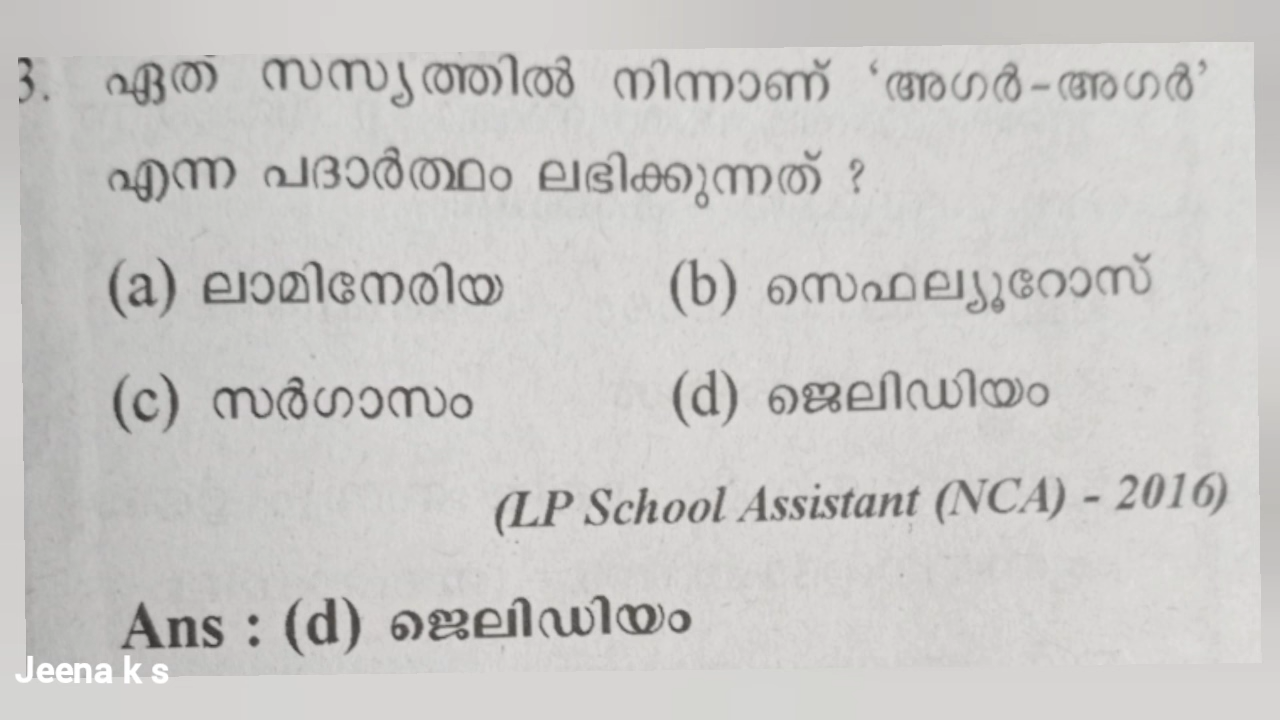 3. ഏത് സസ്യത്തിൽ നിന്നാണ് ‘അഗർ-അഗർ’
എന്ന പദാർത്ഥം ലഭിക്കുന്നത് ?
(a) ലാമിനേരിയ (b) സെഫല്യൂറോസ്
(c) സർഗാസം (d) ജെലിഡിയം
(LP School Assistant (NCA) - 2016)
Ans : (d) ജെലിഡിയം
Jeena k s